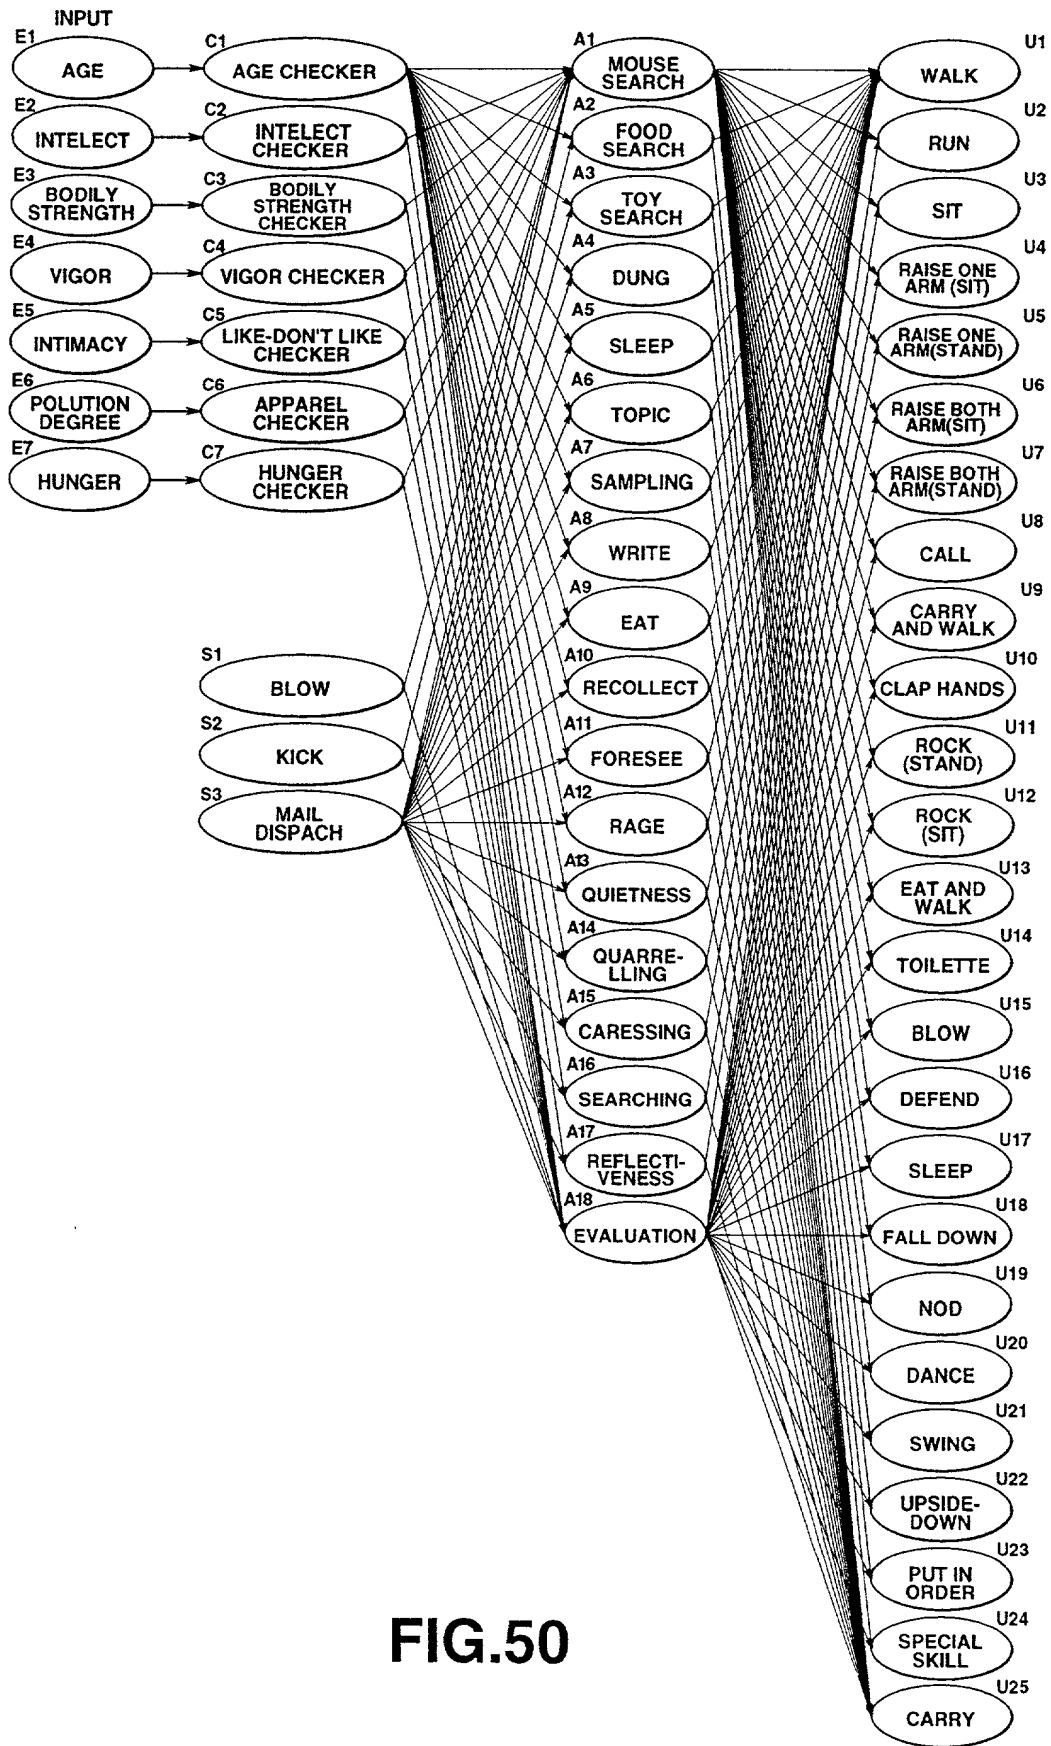 INPUT
E1
AGE
E2
INTELECT
E3
BODILY
STRENGTH
E4
VIGOR
E5
INTIMACY
E6
POLUTION
DEGREE
E7
HUNGER
C1
AGE CHECKER
C2
INTELECT
CHECKER
C3
BODILY
STRENGTH
CHECKER
C4
VIGOR CHECKER
C5
LIKE-DON'T LIKE
CHECKER
C6
APPAREL
CHECKER
C7
HUNGER
CHECKER
S1
BLOW
S2
KICK
S3
MAIL
DISPACH
A1
MOUSE
SEARCH
A2
FOOD
SEARCH
A3
TOY
SEARCH
A4
DUNG
A5
SLEEP
A6
TOPIC
A7
SAMPLING
A8
WRITE
A9
EAT
A10
RECOLLECT
A11
FORESEE
A12
RAGE
A13
QUIETNESS
A14
QUARRE-
LLING
A15
CARESSING
A16
SEARCHING
A17
REFLECTI-
VENESS
A18
EVALUATION
U1
WALK
U2
RUN
U3
SIT
U4
RAISE ONE
ARM (SIT)
U5
RAISE ONE
ARM(STAND)
U6
RAISE BOTH
ARM(SIT)
U7
RAISE BOTH
ARM(STAND)
U8
CALL
U9
CARRY
AND WALK
U10
CLAP HANDS
U11
ROCK
(STAND)
U12
ROCK
(SIT)
U13
EAT AND
WALK
U14
TOILETTE
U15
BLOW
U16
DEFEND
U17
SLEEP
U18
FALL DOWN
U19
NOD
U20
DANCE
U21
SWING
U22
UPSIDE-
DOWN
U23
PUT IN
ORDER
U24
SPECIAL
SKILL
U25
CARRY
FIG.50